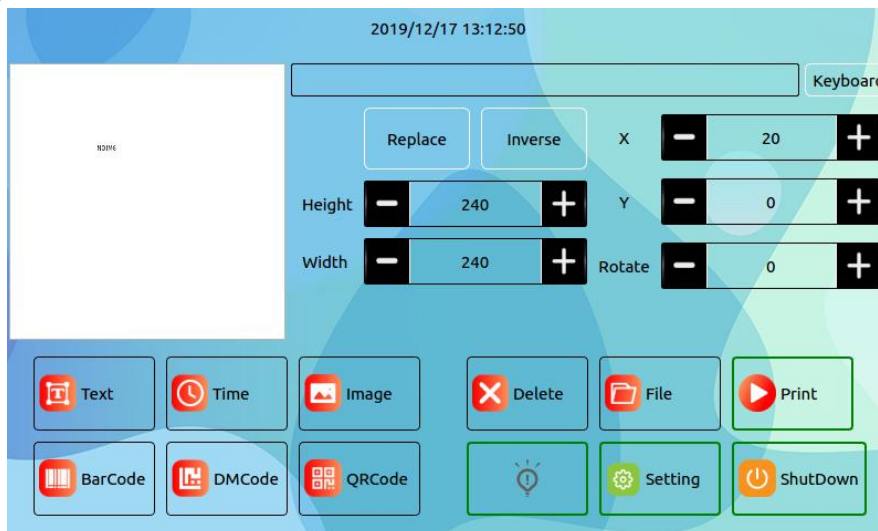 2019/12/17 13:12:50
Keyboard
Replace Inverse X 20
Height 240 Y 0
Width 240 Rotate 0
Text Time Image Delete File Print
BarCode DMCode QRCode Setting ShutDown